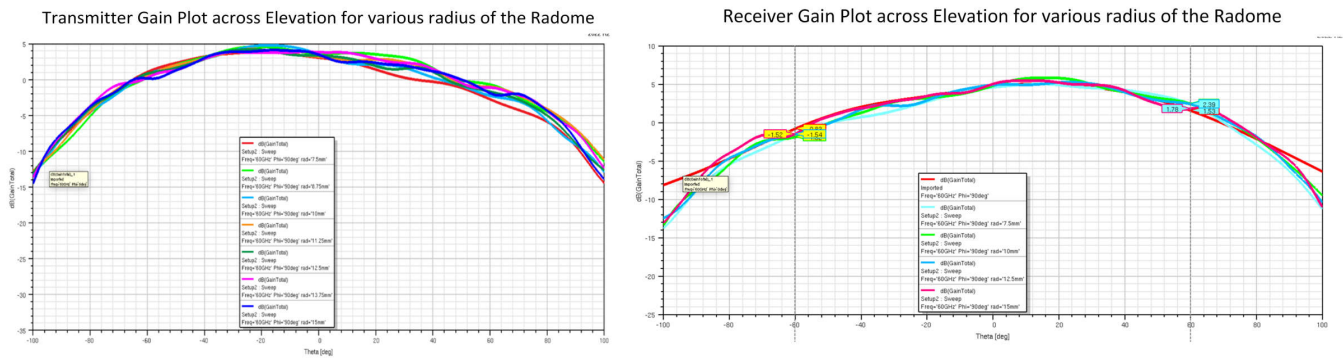 Transmitter Gain Plot across Elevation for various radius of the Radome
5
0
-5
-10
-15
-20
-25
-30
-35
dB(GainTotal)
-100
-80
-60
-40
-20
0
20
40
60
80
100
Theta [deg]
dB(GainTotal)_1
Imported
dB(GainTotal)
Setup2 : Sweep
Freq='60GHz' Phi='90deg' rad='7.5mm'
dB(GainTotal)
Setup2 : Sweep
Freq='60GHz' Phi='90deg' rad='8.75mm'
dB(GainTotal)
Setup2 : Sweep
Freq='60GHz' Phi='90deg' rad='10mm'
dB(GainTotal)
Setup2 : Sweep
Freq='60GHz' Phi='90deg' rad='11.25mm'
dB(GainTotal)
Setup2 : Sweep
Freq='60GHz' Phi='90deg' rad='12.5mm'
dB(GainTotal)
Setup2 : Sweep
Freq='60GHz' Phi='90deg' rad='13.75mm'
dB(GainTotal)
Setup2 : Sweep
Freq='60GHz' Phi='90deg' rad='15mm'
Receiver Gain Plot across Elevation for various radius of the Radome
10
5
0
-5
-10
-15
-20
-25
dB(GainTotal)
-100
-80
-60
-40
-20
0
20
40
60
80
100
Theta [deg]
-1.52
-1.54
1.78
2.39
1.53
dB(GainTotal)_1
Imported
dB(GainTotal)
Imported
Freq='60GHz' Phi='90deg'
dB(GainTotal)
Setup2 : Sweep
Freq='60GHz' Phi='90deg' rad='7.5mm'
dB(GainTotal)
Setup2 : Sweep
Freq='60GHz' Phi='90deg' rad='10mm'
dB(GainTotal)
Setup2 : Sweep
Freq='60GHz' Phi='90deg' rad='12.5mm'
dB(GainTotal)
Setup2 : Sweep
Freq='60GHz' Phi='90deg' rad='15mm'